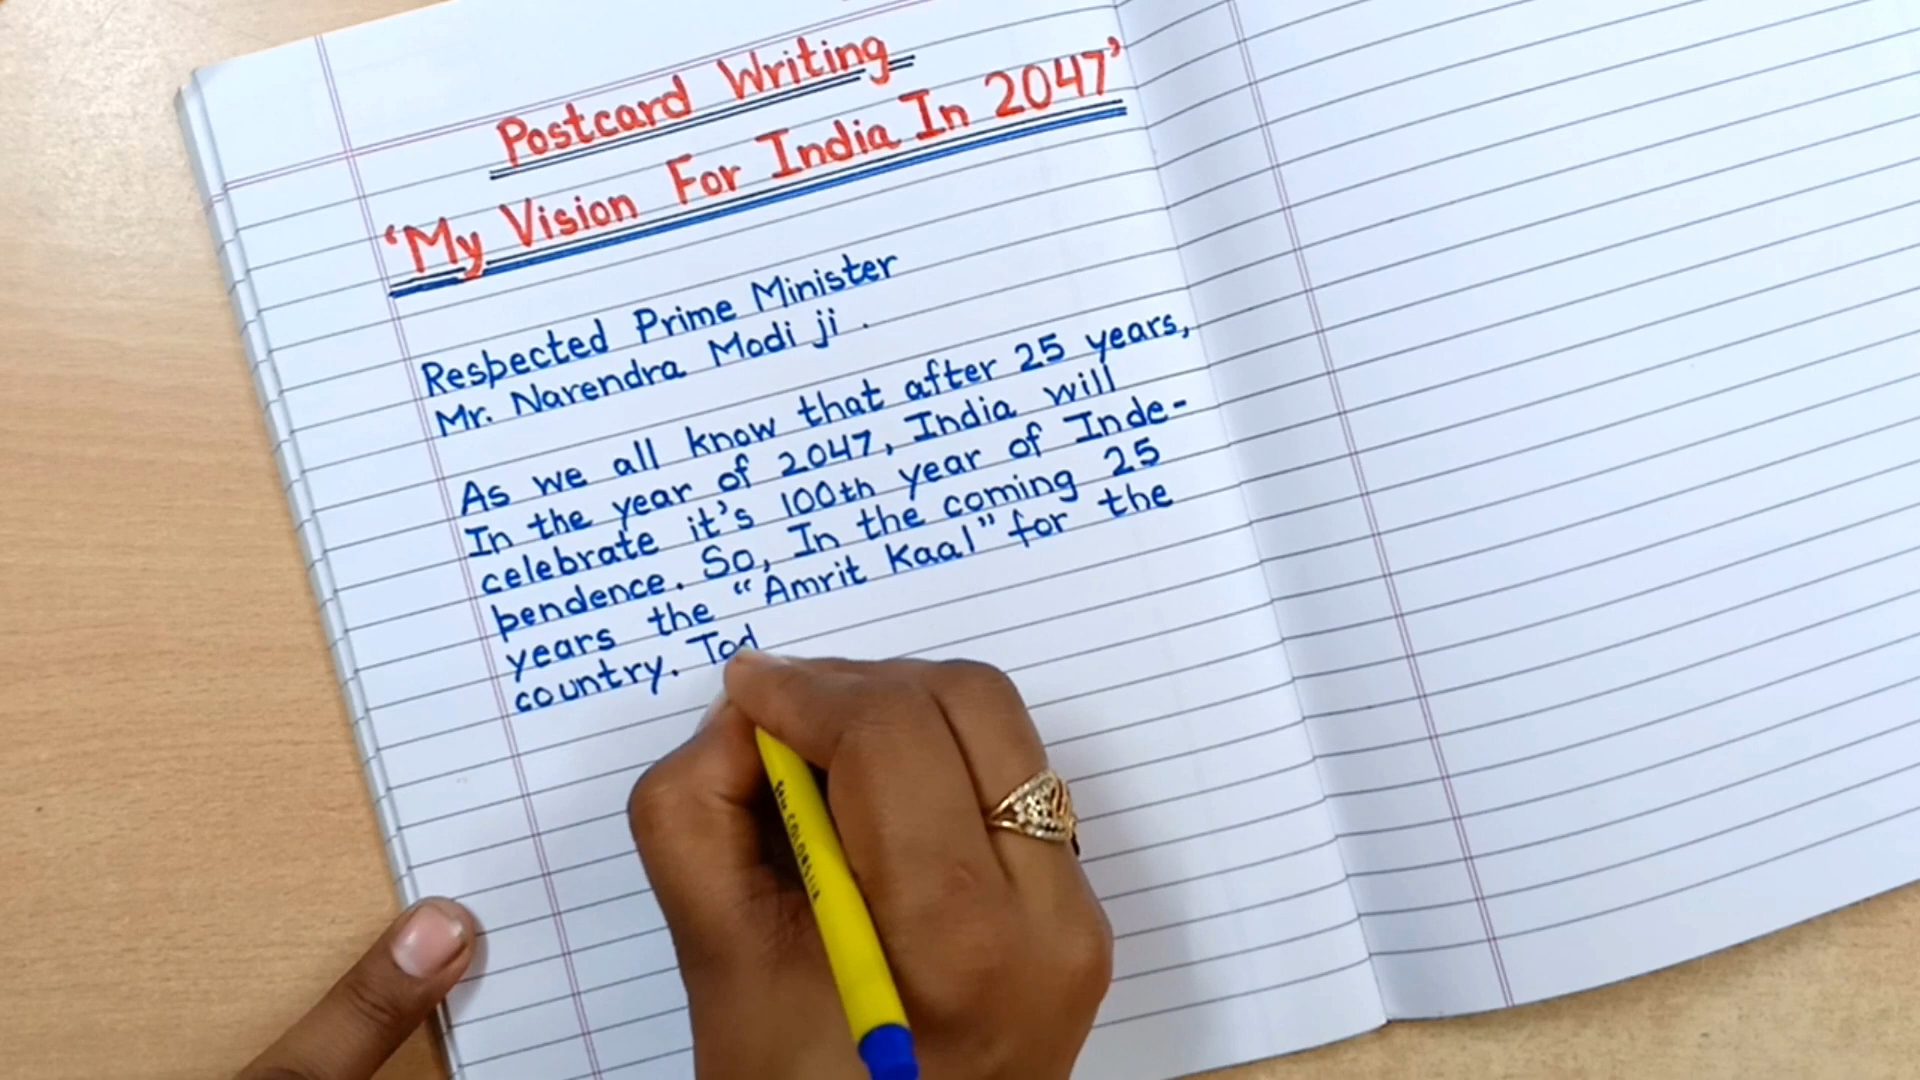 Postcard Writing
'My Vision For India In 2047'
Respected Prime Minister
Mr. Narendra Modi ji.
As we all know that after 25 years,
In the year of 2047, India will
celebrate it's 100th year of Inde-
pendence. So, In the coming 25
years the "Amrit Kaal" for the
country. Tod